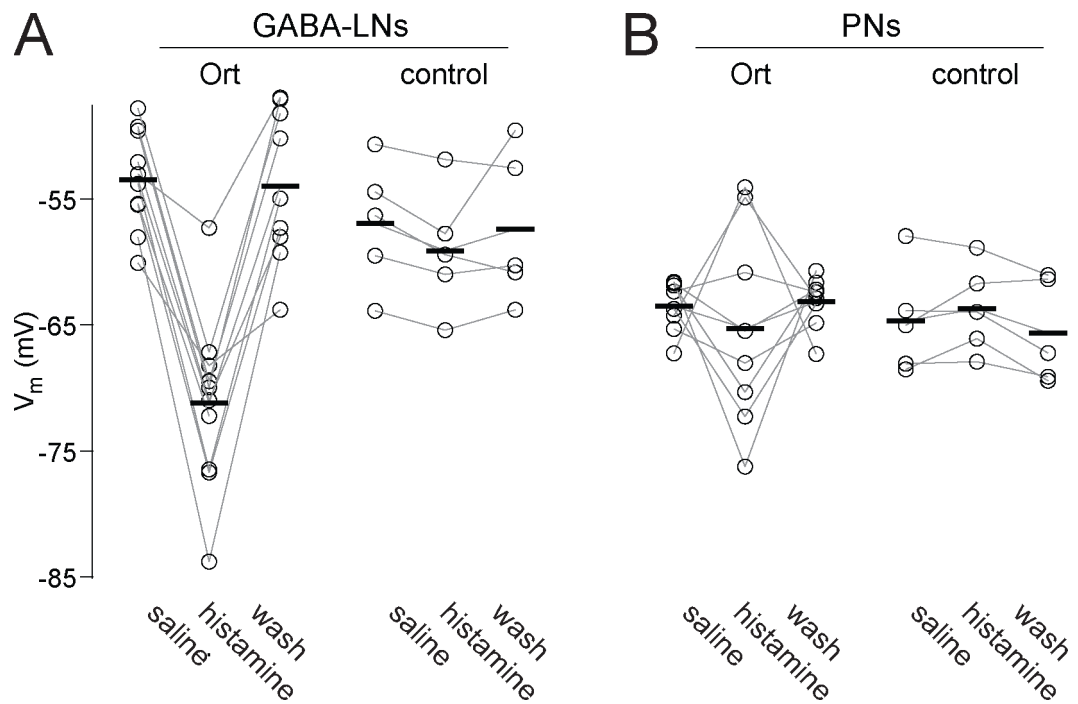 A
GABA-LNs
B
PNs
Ort
control
Ort
control
Vm (mV)
-55
-65
-75
-85
saline
histamine
wash
saline
histamine
wash
saline
histamine
wash
saline
histamine
wash